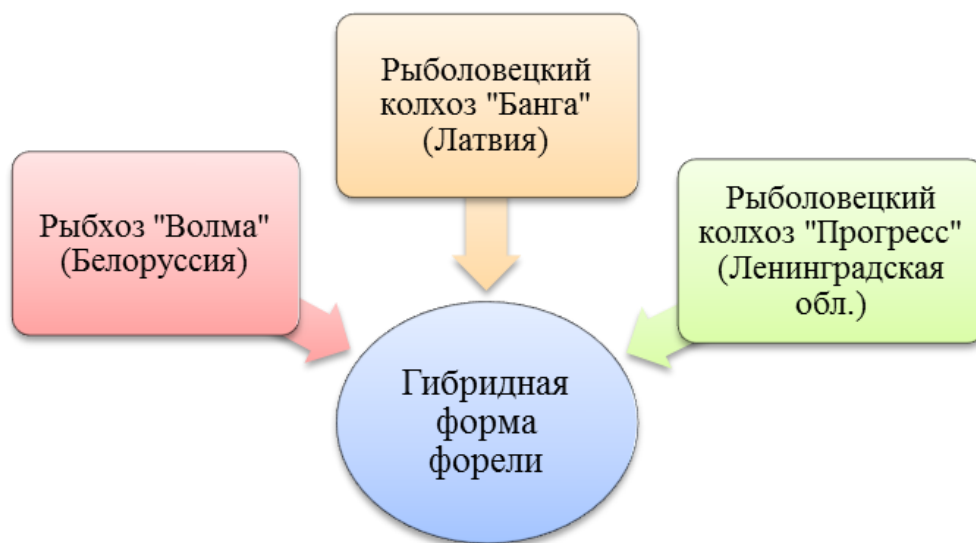 Рыболовецкий
колхоз "Банга"
(Латвия)
Рыбхоз "Волма"
(Белоруссия)
Рыболовецкий
колхоз "Прогресс"
(Ленинградская
обл.)
Гибридная
форма
форели